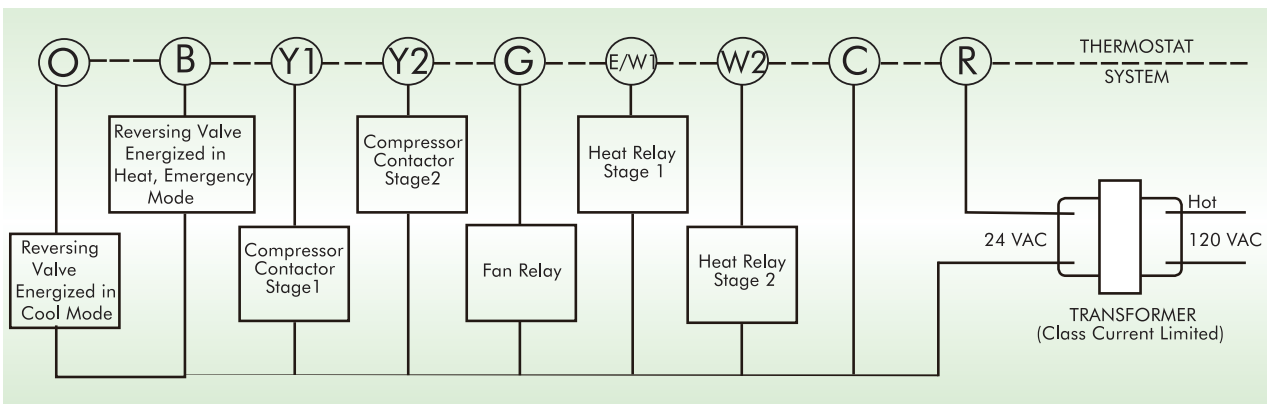 O B Y1 Y2 G E/W1 W2 C R
THERMOSTAT
SYSTEM
Reversing Valve
Energized in
Heat, Emergency
Mode
Compressor
Contactor
Stage2
Heat Relay
Stage 1
Reversing
Valve
Energized in
Cool Mode
Compressor
Contactor
Stage1
Fan Relay
Heat Relay
Stage 2
24 VAC
Hot
120 VAC
TRANSFORMER
(Class Current Limited)